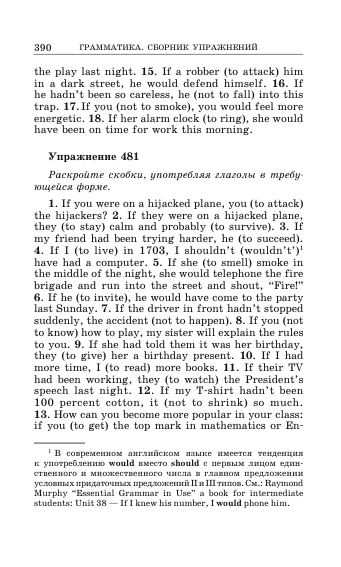 390 ГРАММАТИКА. СБОРНИК УПРАЖНЕНИЙ
the play last night. 15. If a robber (to attack) him
in a dark street, he would defend himself. 16. If
he hadn't been so careless, he (not to fall) into this
trap. 17. If you (not to smoke), you would feel more
energetic. 18. If her alarm clock (to ring), she would
have been on time for work this morning.
Упражнение 481
Раскройте скобки, употребляя глаголы в требу-
ющейся форме.
1. If you were on a hijacked plane, you (to attack)
the hijackers? 2. If they were on a hijacked plane,
they (to stay) calm and probably (to survive). 3. If
my friend had been trying harder, he (to succeed).
4. If I (to live) in 1703, I shouldn't (wouldn't')¹
have had a computer. 5. If she (to smell) smoke in
the middle of the night, she would telephone the fire
brigade and run into the street and shout, “Fire!”
6. If he (to invite), he would have come to the party
last Sunday. 7. If the driver in front hadn't stopped
suddenly, the accident (not to happen). 8. If you (not
to know) how to play, my sister will explain the rules
to you. 9. If she had told them it was her birthday,
they (to give) her a birthday present. 10. If I had
more time, I (to read) more books. 11. If their TV
had been working, they (to watch) the President's
speech last night. 12. If my T-shirt hadn't been
100 percent cotton, it (not to shrink) so much.
13. How can you become more popular in your class:
if you (to get) the top mark in mathematics or En-
¹ В современном английском языке имеется тенденция
к употреблению would вместо should с первым лицом един-
ственного и множественного числа в главном предложении
условных придаточных предложений II и III типов. См.: Raymond
Murphy “Essential Grammar in Use” a book for intermediate
students: Unit 38 — If I knew his number, I would phone him.